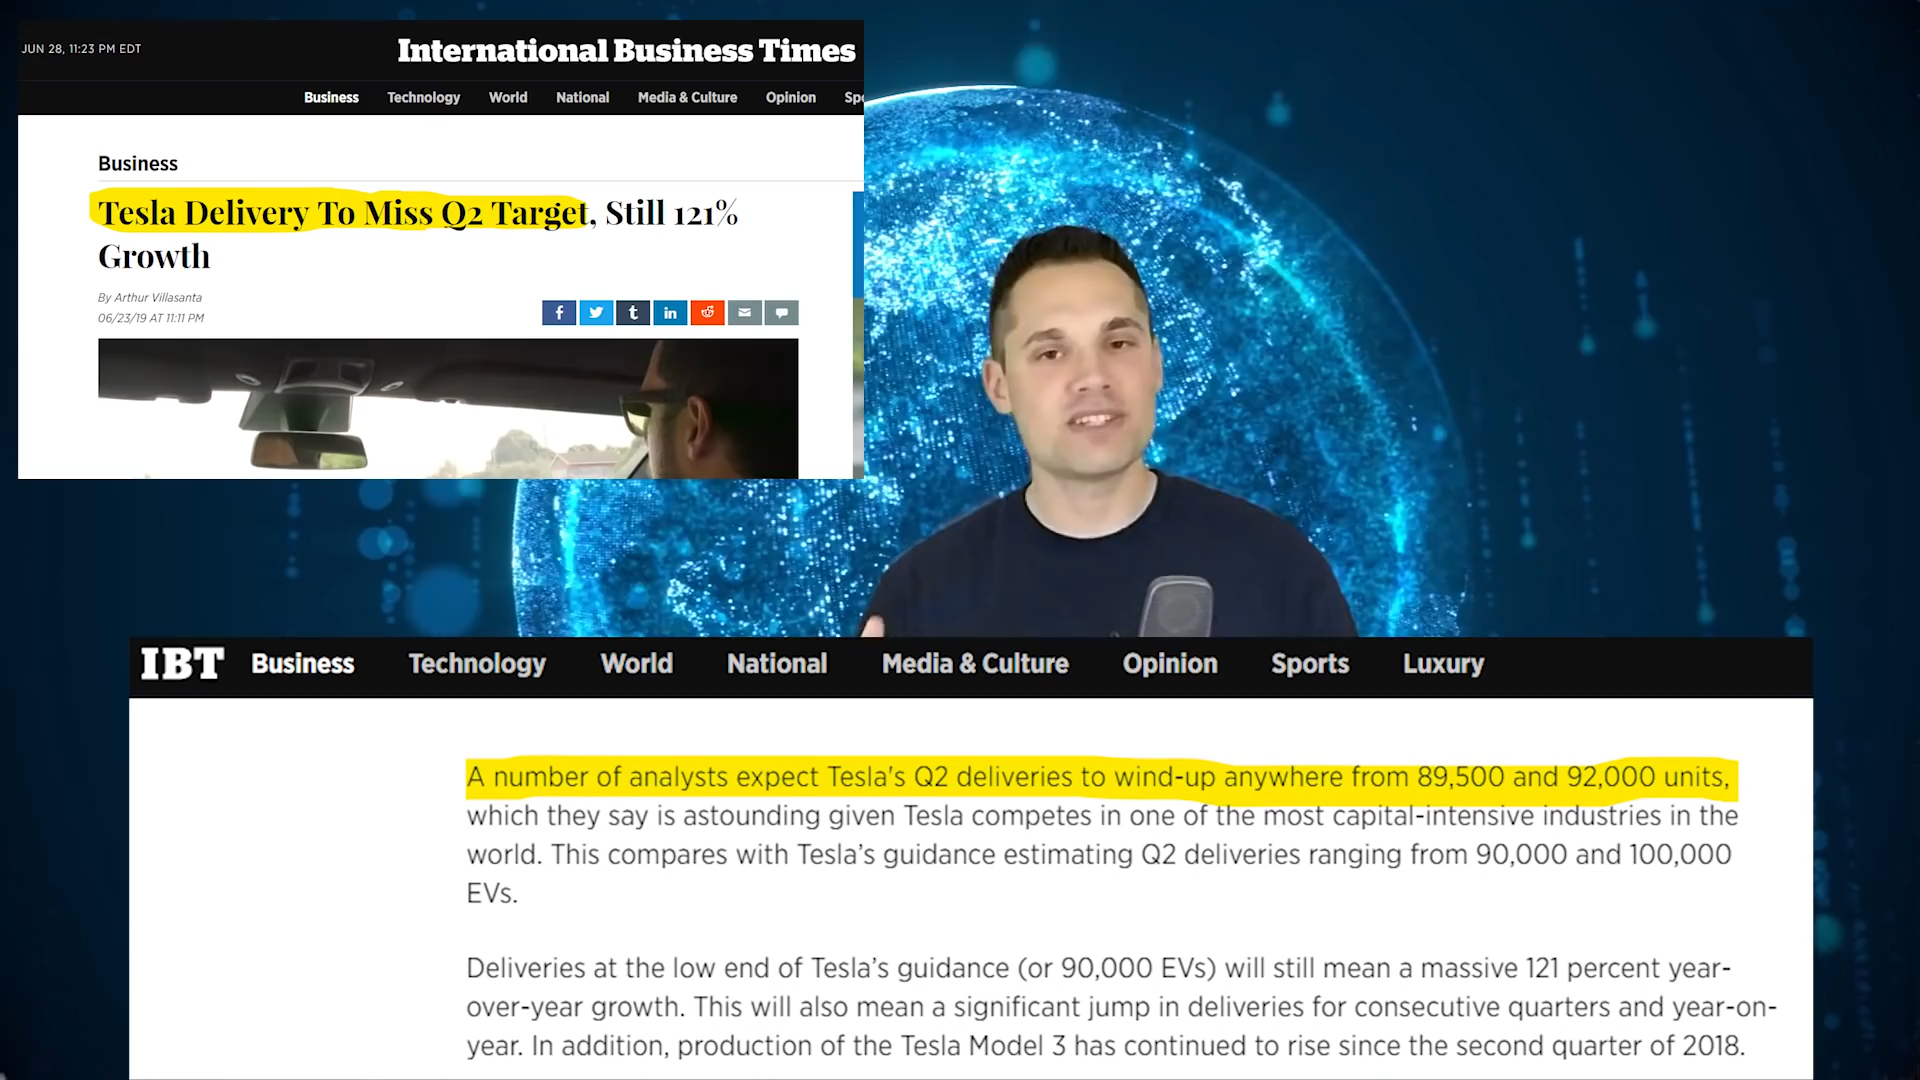 JUN 28, 11:23 PM EDT
International Business Times
Business Technology World National Media & Culture Opinion
Business
Tesla Delivery To Miss Q2 Target, Still 121%
Growth
By Arthur Villasanta
06/23/19 AT 11:11 PM
IBT Business Technology World National Media & Culture Opinion Sports Luxury
A number of analysts expect Tesla's Q2 deliveries to wind-up anywhere from 89,500 and 92,000 units,
which they say is astounding given Tesla competes in one of the most capital-intensive industries in the
world. This compares with Tesla’s guidance estimating Q2 deliveries ranging from 90,000 and 100,000
EVs.
Deliveries at the low end of Tesla’s guidance (or 90,000 EVs) will still mean a massive 121 percent year-
over-year growth. This will also mean a significant jump in deliveries for consecutive quarters and year-on-
year. In addition, production of the Tesla Model 3 has continued to rise since the second quarter of 2018.